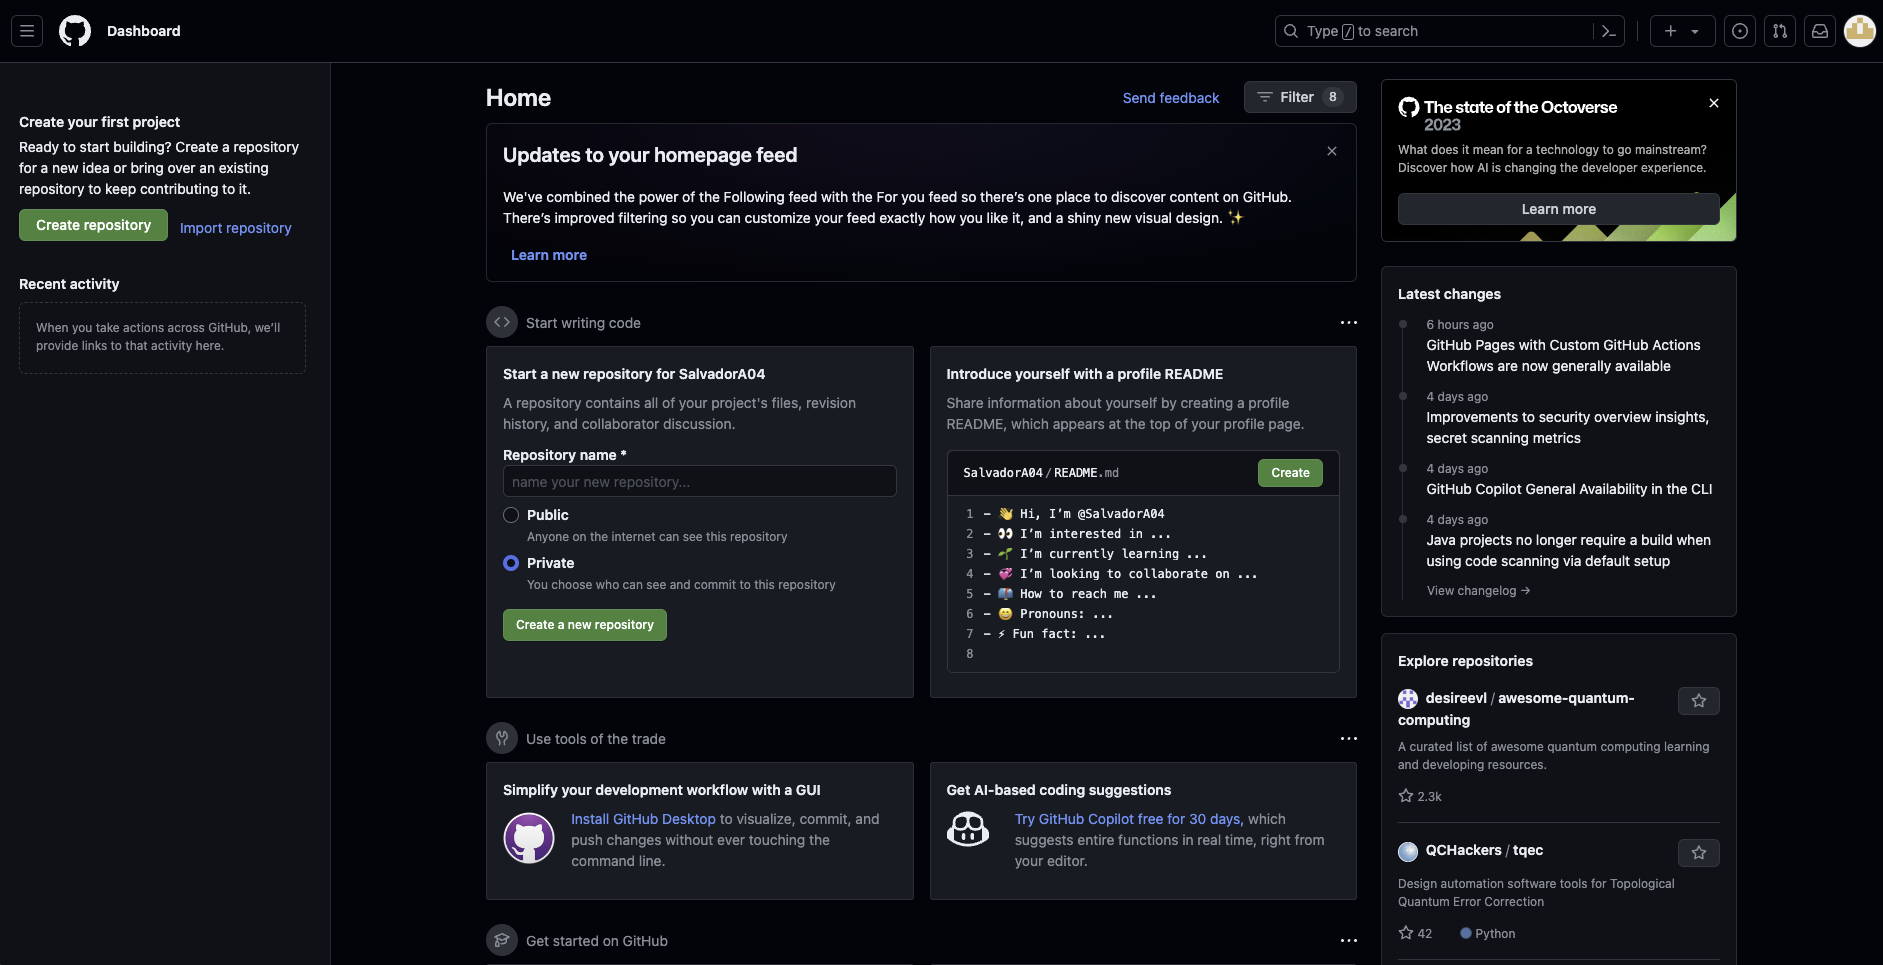 Dashboard
Type / to search
Create your first project
Ready to start building? Create a repository
for a new idea or bring over an existing
repository to keep contributing to it.
Create repository
Import repository
Recent activity
When you take actions across GitHub, we'll
provide links to that activity here.
Home
Send feedback
Filter 8
Updates to your homepage feed
We've combined the power of the Following feed with the For you feed so there's one place to discover content on GitHub.
There's improved filtering so you can customize your feed exactly how you like it, and a shiny new visual design. ✨
Learn more
Start writing code
Start a new repository for SalvadorA04
A repository contains all of your project's files, revision
history, and collaborator discussion.
Repository name *
name your new repository...
Public
Anyone on the internet can see this repository
Private
You choose who can see and commit to this repository
Create a new repository
Introduce yourself with a profile README
Share information about yourself by creating a profile
README, which appears at the top of your profile page.
SalvadorA04/README.md
Create
1 - 👋 Hi, I'm @SalvadorA04
2 - 👀 I'm interested in ...
3 - 🌱 I'm currently learning ...
4 - 💞️ I'm looking to collaborate on ...
5 - 📫 How to reach me ...
6 - 😄 Pronouns: ...
7 - ⚡ Fun fact: ...
8
Use tools of the trade
Simplify your development workflow with a GUI
Install GitHub Desktop to visualize, commit, and
push changes without ever touching the
command line.
Get AI-based coding suggestions
Try GitHub Copilot free for 30 days, which
suggests entire functions in real time, right from
your editor.
Get started on GitHub
The state of the Octoverse
2023
What does it mean for a technology to go mainstream?
Discover how AI is changing the developer experience.
Learn more
Latest changes
6 hours ago
GitHub Pages with Custom GitHub Actions
Workflows are now generally available
4 days ago
Improvements to security overview insights,
secret scanning metrics
4 days ago
GitHub Copilot General Availability in the CLI
4 days ago
Java projects no longer require a build when
using code scanning via default setup
View changelog →
Explore repositories
desireevl / awesome-quantum-
computing
A curated list of awesome quantum computing learning
and developing resources.
2.3k
QCHackers / tqec
Design automation software tools for Topological
Quantum Error Correction
42 Python